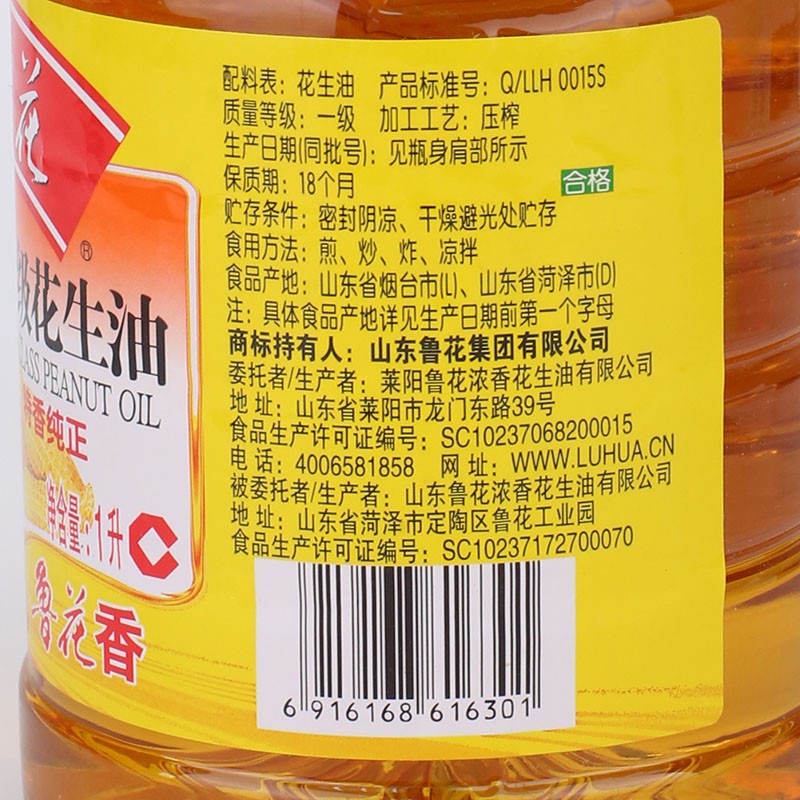 花
®
级花生油
LASS PEANUT OIL
香纯正
净含量:1升
鲁花香
配料表：花生油 产品标准号：Q/LLH 0015S
质量等级：一级 加工工艺：压榨
生产日期(同批号)：见瓶身肩部所示
保质期：18个月
合格
贮存条件：密封阴凉、干燥避光处贮存
食用方法：煎、炒、炸、凉拌
食品产地：山东省烟台市(L)、山东省菏泽市(D)
注：具体食品产地详见生产日期前第一个字母
商标持有人：山东鲁花集团有限公司
委托者/生产者：莱阳鲁花浓香花生油有限公司
地址：山东省莱阳市龙门东路39号
食品生产许可证编号：SC10237068200015
电话：4006581858 网址：WWW.LUHUA.CN
被委托者/生产者：山东鲁花浓香花生油有限公司
地址：山东省菏泽市定陶区鲁花工业园
食品生产许可证编号：SC10237172700070
6 916168 616301